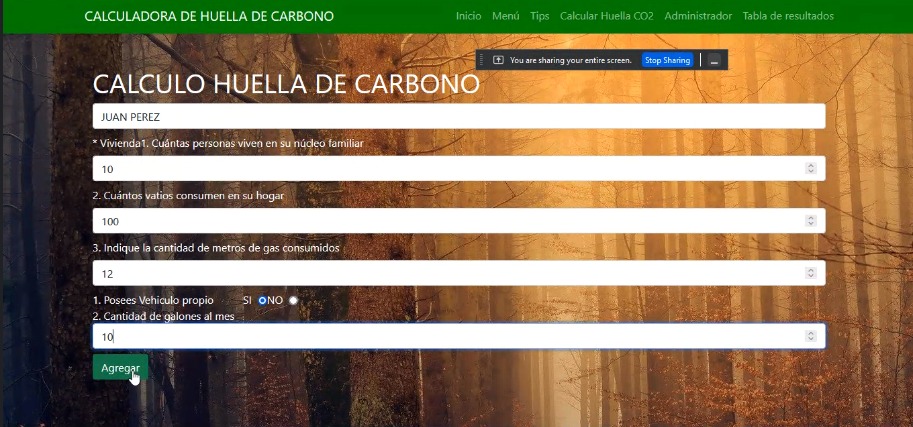 CALCULADORA DE HUELLA DE CARBONO Inicio Menú Tips Calcular Huella CO2 Administrador Tabla de resultados
You are sharing your entire screen. Stop Sharing
CALCULO HUELLA DE CARBONO
JUAN PEREZ
* Vivienda1. Cuántas personas viven en su núcleo familiar
10
2. Cuántos vatios consumen en su hogar
100
3. Indique la cantidad de metros de gas consumidos
12
1. Posees Vehiculo propio SI NO
2. Cantidad de galones al mes
10
Agregar